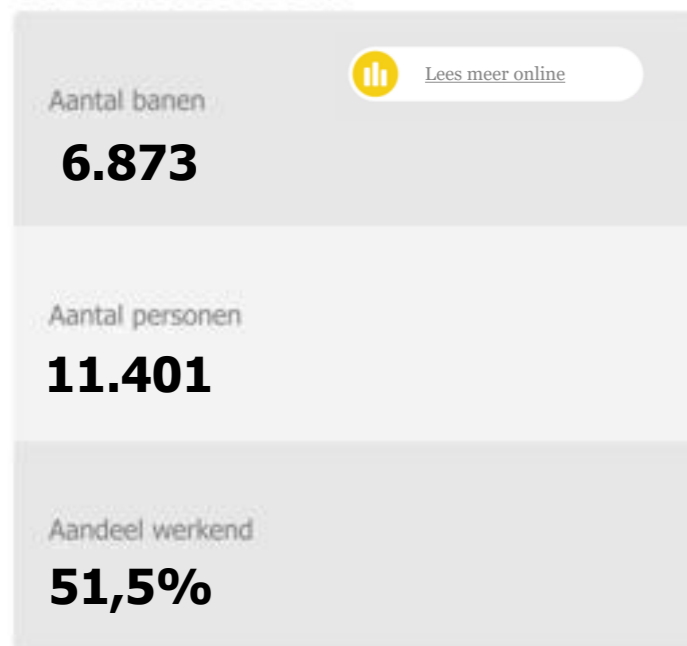 Lees meer online
Aantal banen
6.873
Aantal personen
11.401
Aandeel werkend
51,5%